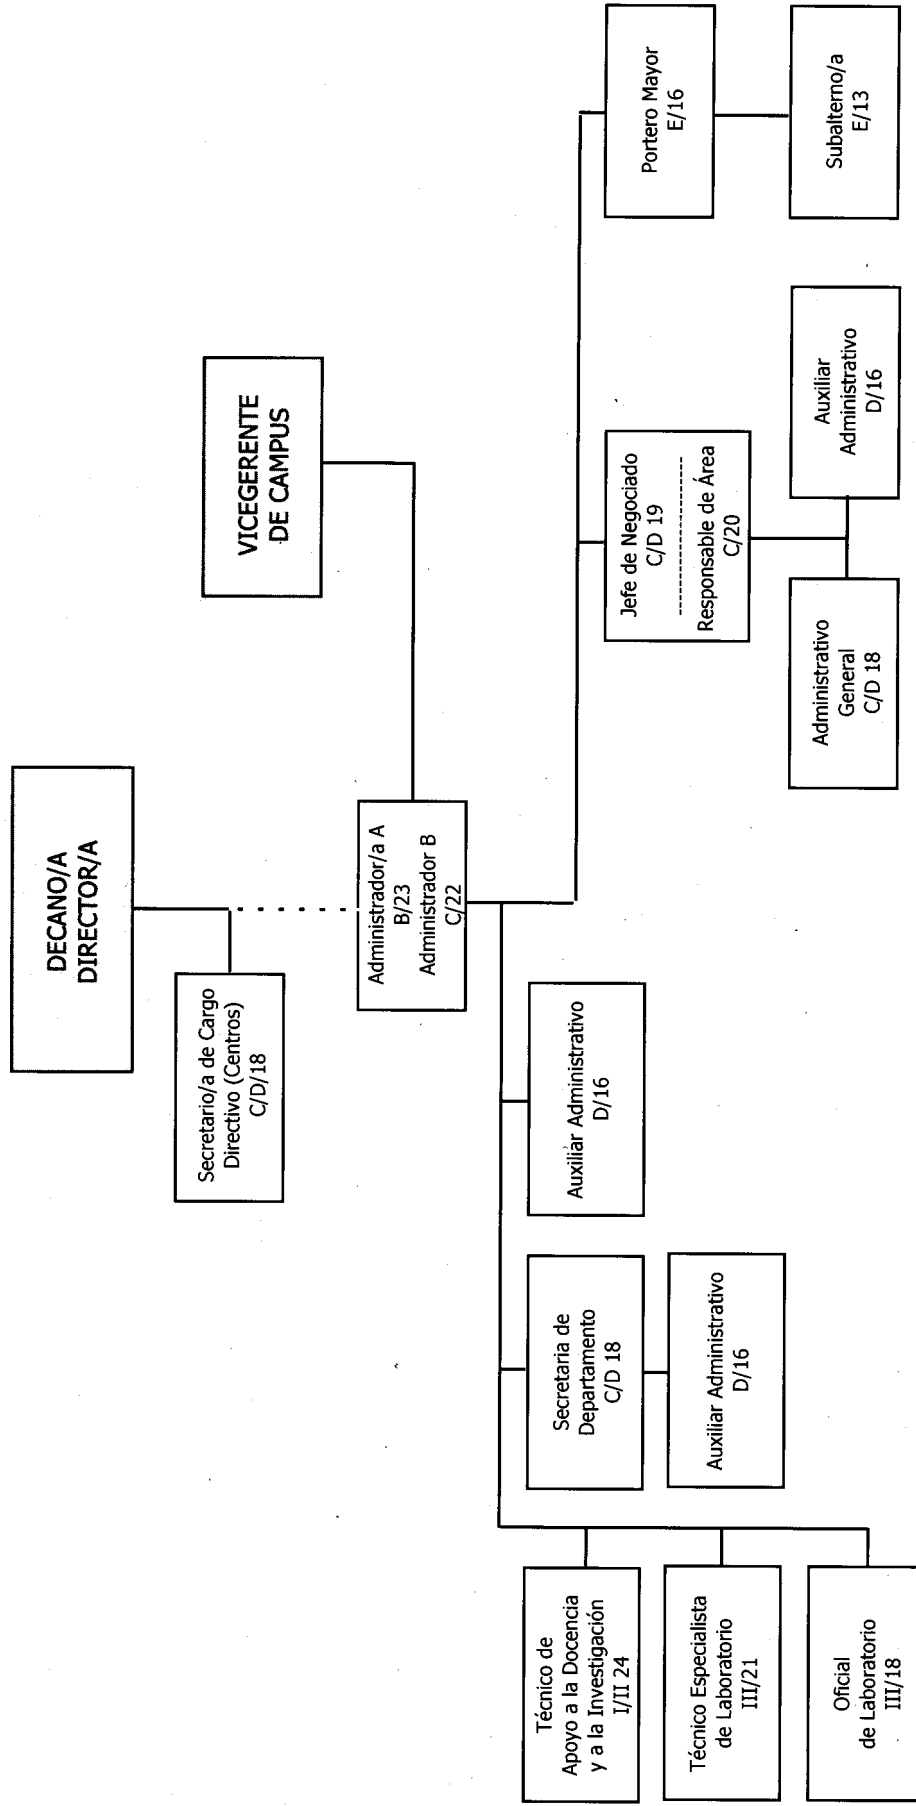 DECANO/A
DIRECTOR/A
Secretario/a de Cargo
Directivo (Centros)
C/D/18
VICEGERENTE
DE CAMPUS
Administrador/a A
B/23
Administrador B
C/22
Técnico de
Apoyo a la Docencia
y a la Investigación
I/II 24
Técnico Especialista
de Laboratorio
III/21
Oficial
de Laboratorio
III/18
Secretaria de
Departamento
C/D 18
Auxiliar Administrativo
D/16
Auxiliar Administrativo
D/16
Jefe de Negociado
C/D 19
Responsable de Área
C/20
Administrativo
General
C/D 18
Auxiliar
Administrativo
D/16
Portero Mayor
E/16
Subalterno/a
E/13